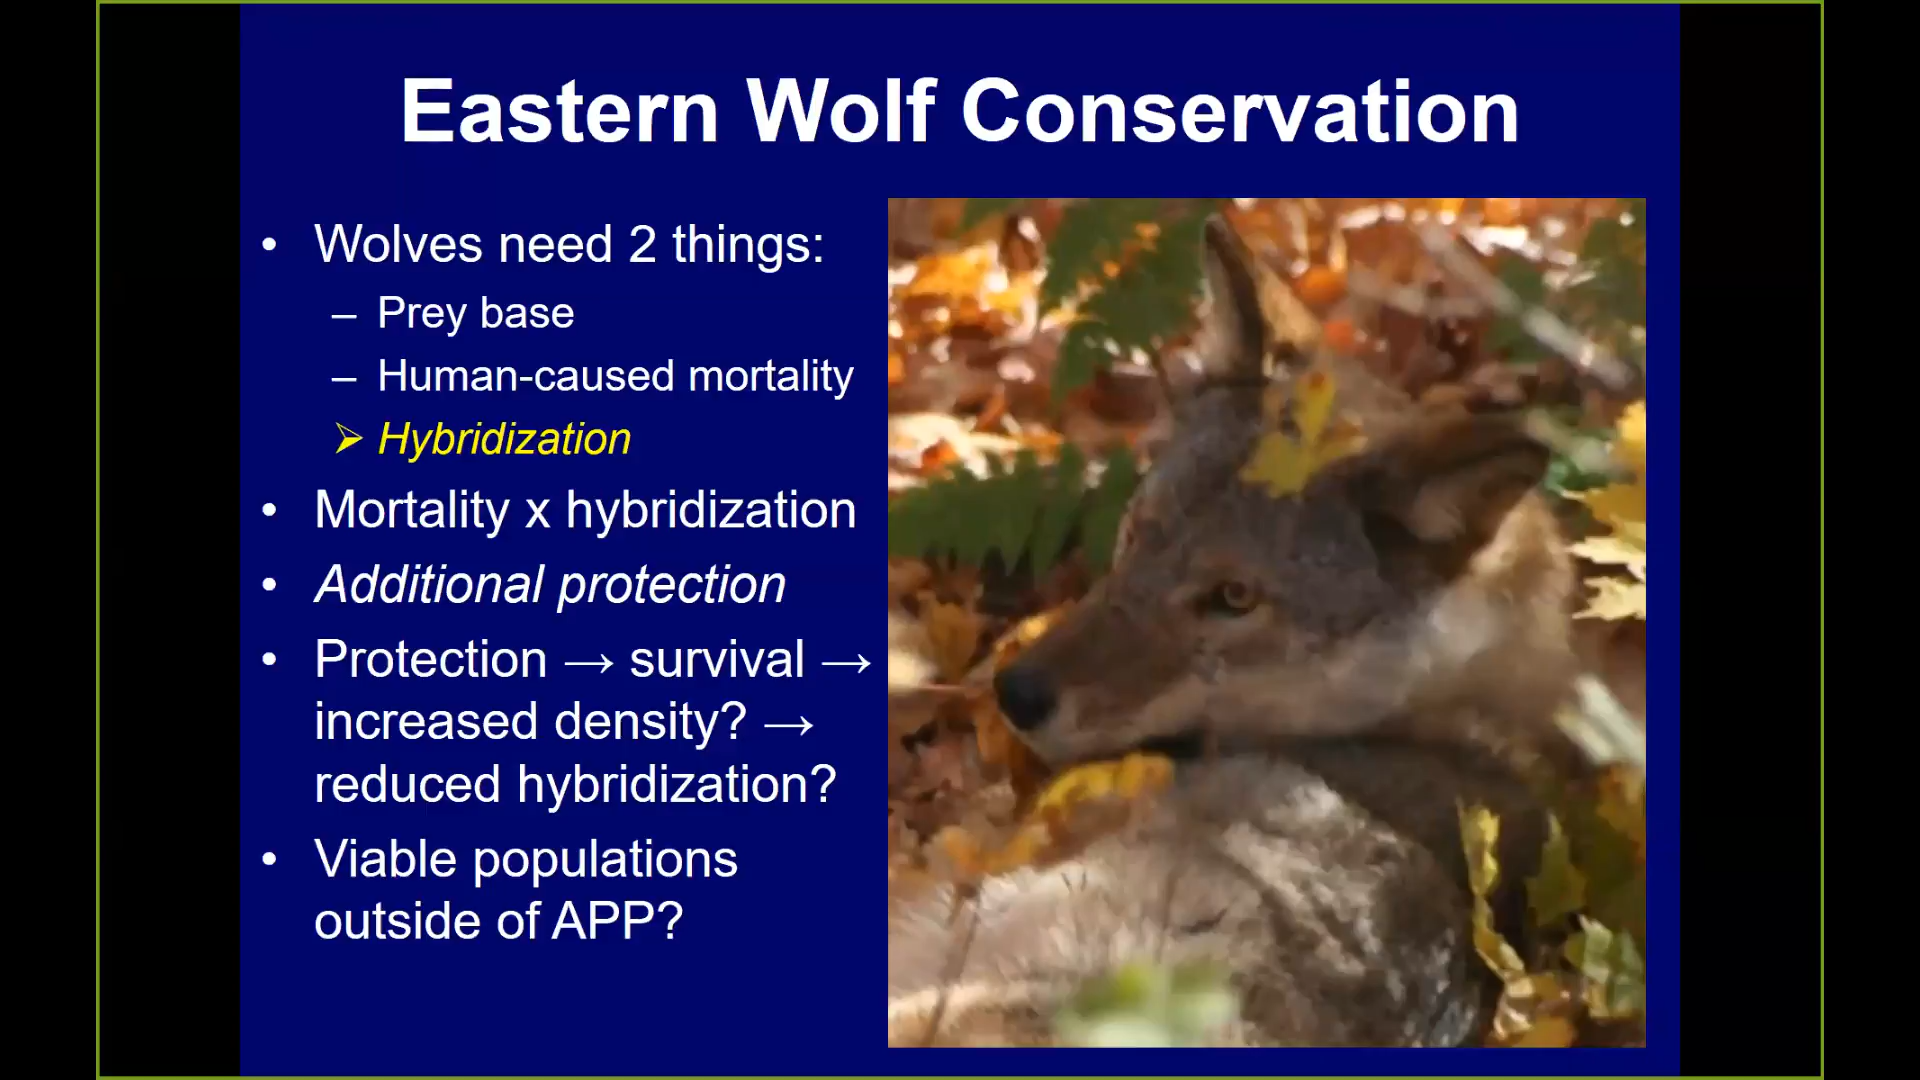 Eastern Wolf Conservation
• Wolves need 2 things:
– Prey base
– Human-caused mortality
➢ Hybridization
• Mortality x hybridization
• Additional protection
• Protection → survival →
increased density? →
reduced hybridization?
• Viable populations
outside of APP?